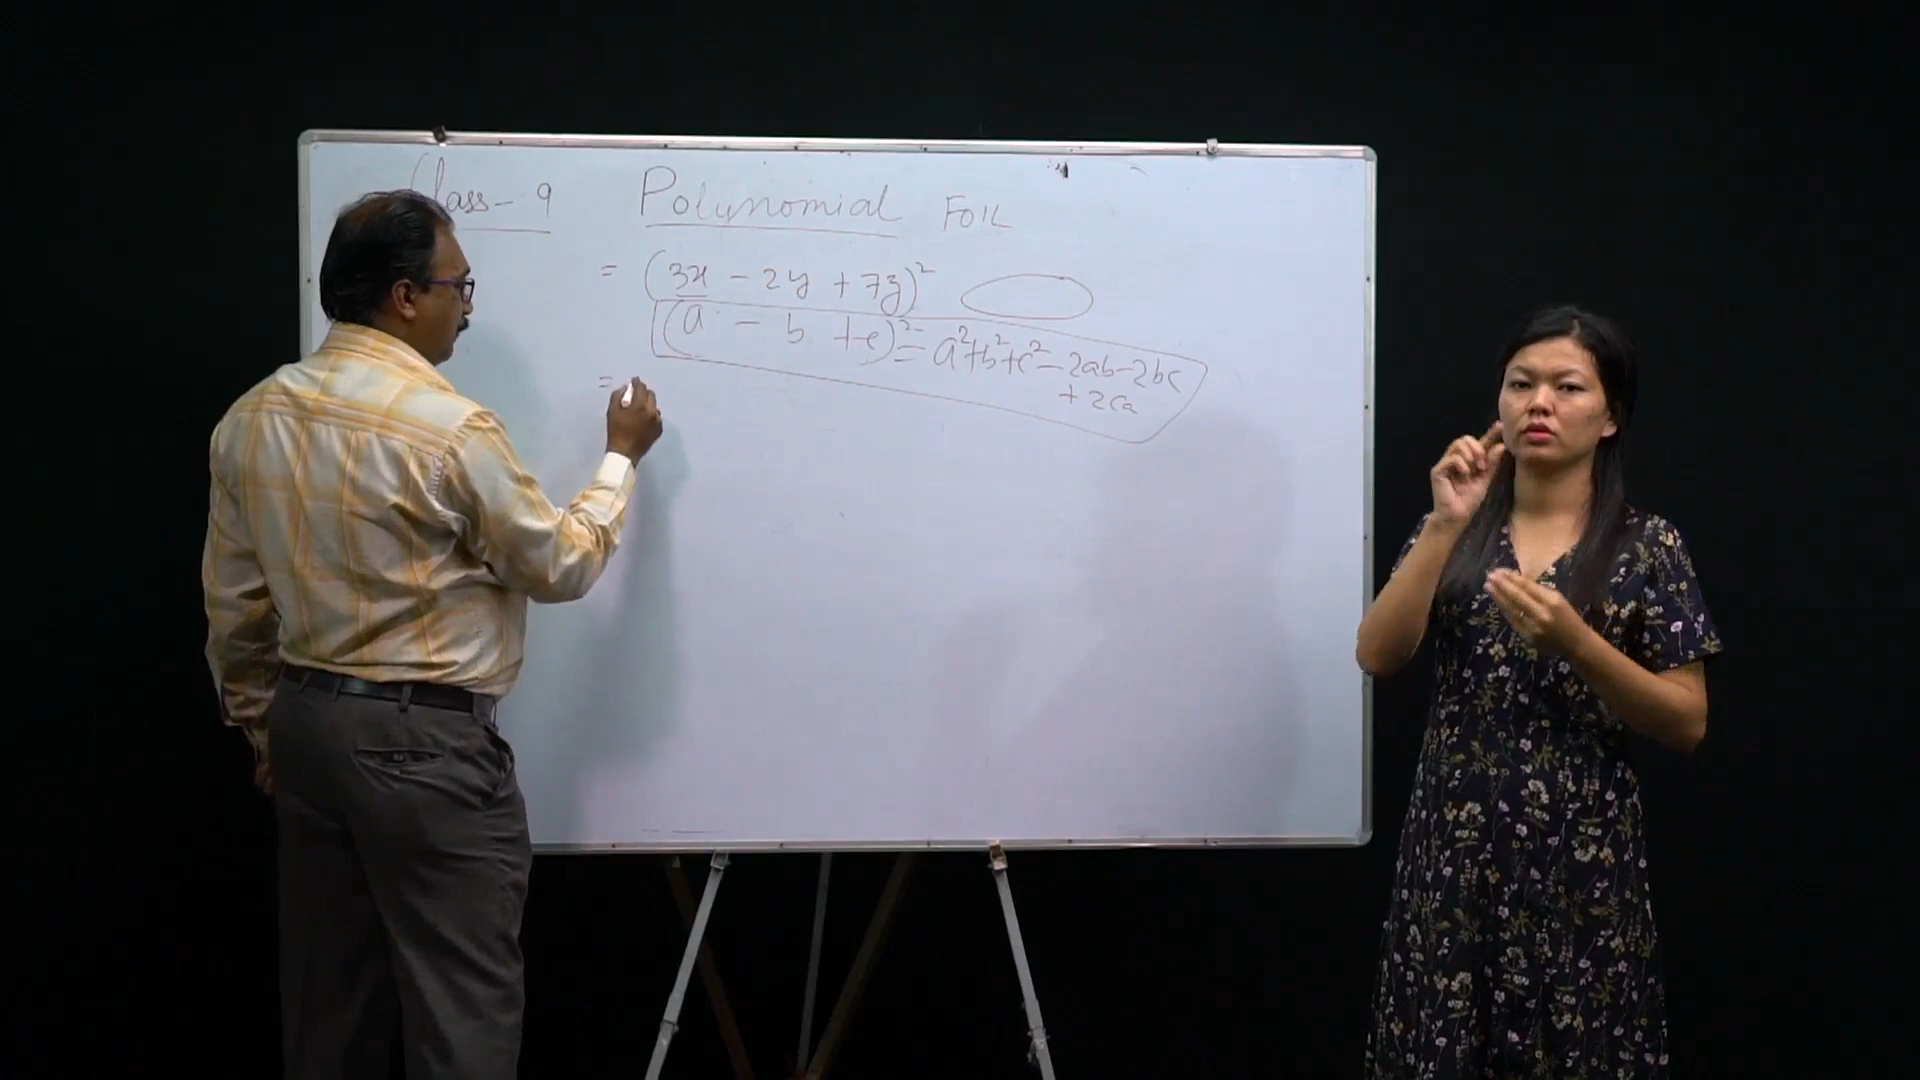 Class - 9 Polynomial FOIL
= (3x - 2y + 7z)²
(a - b + c)² = a² + b² + c² - 2ab - 2bc
+ 2ca
=